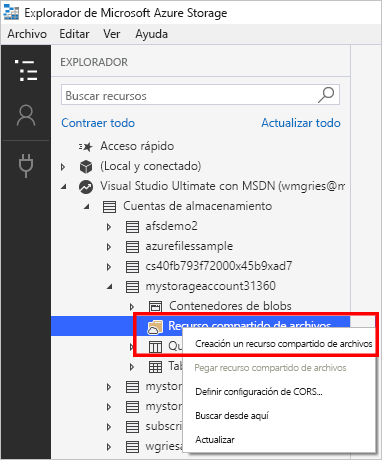 Explorador de Microsoft Azure Storage
Archivo Editar Ver Ayuda
EXPLORADOR
Buscar recursos
Contraer todo Actualizar todo
Acceso rápido
(Local y conectado)
Visual Studio Ultimate con MSDN (wmgries@m
Cuentas de almacenamiento
afsdemo2
azurefilessample
cs40fb793f72000x45b9xad7
mystorageaccount31360
Contenedores de blobs
Recurso compartido de archivos
Creación un recurso compartido de archivos
Qu
Pegar recurso compartido de archivos
Tab
Definir configuración de CORS...
mystor
Buscar desde aquí
mystor
subscri
Actualizar
wgries